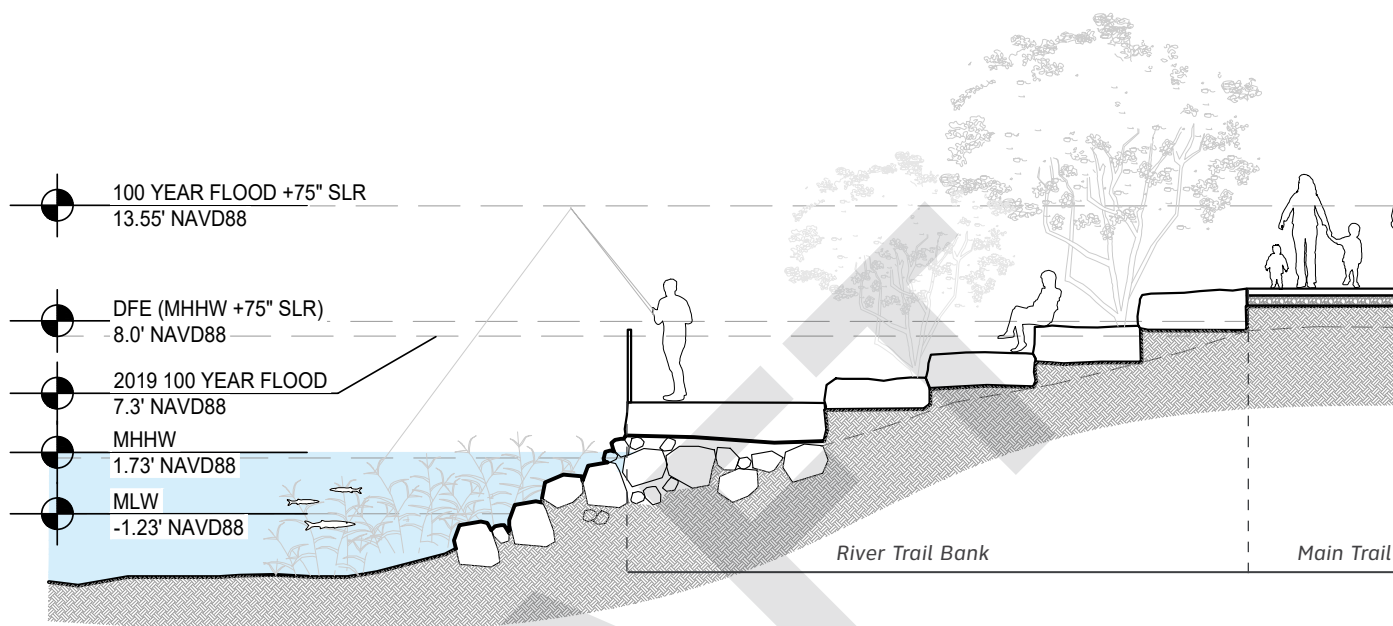 100 YEAR FLOOD +75" SLR
13.55' NAVD88
DFE (MHHW +75" SLR)
8.0' NAVD88
2019 100 YEAR FLOOD
7.3' NAVD88
MHHW
1.73' NAVD88
MLW
-1.23' NAVD88
River Trail Bank
Main Trail